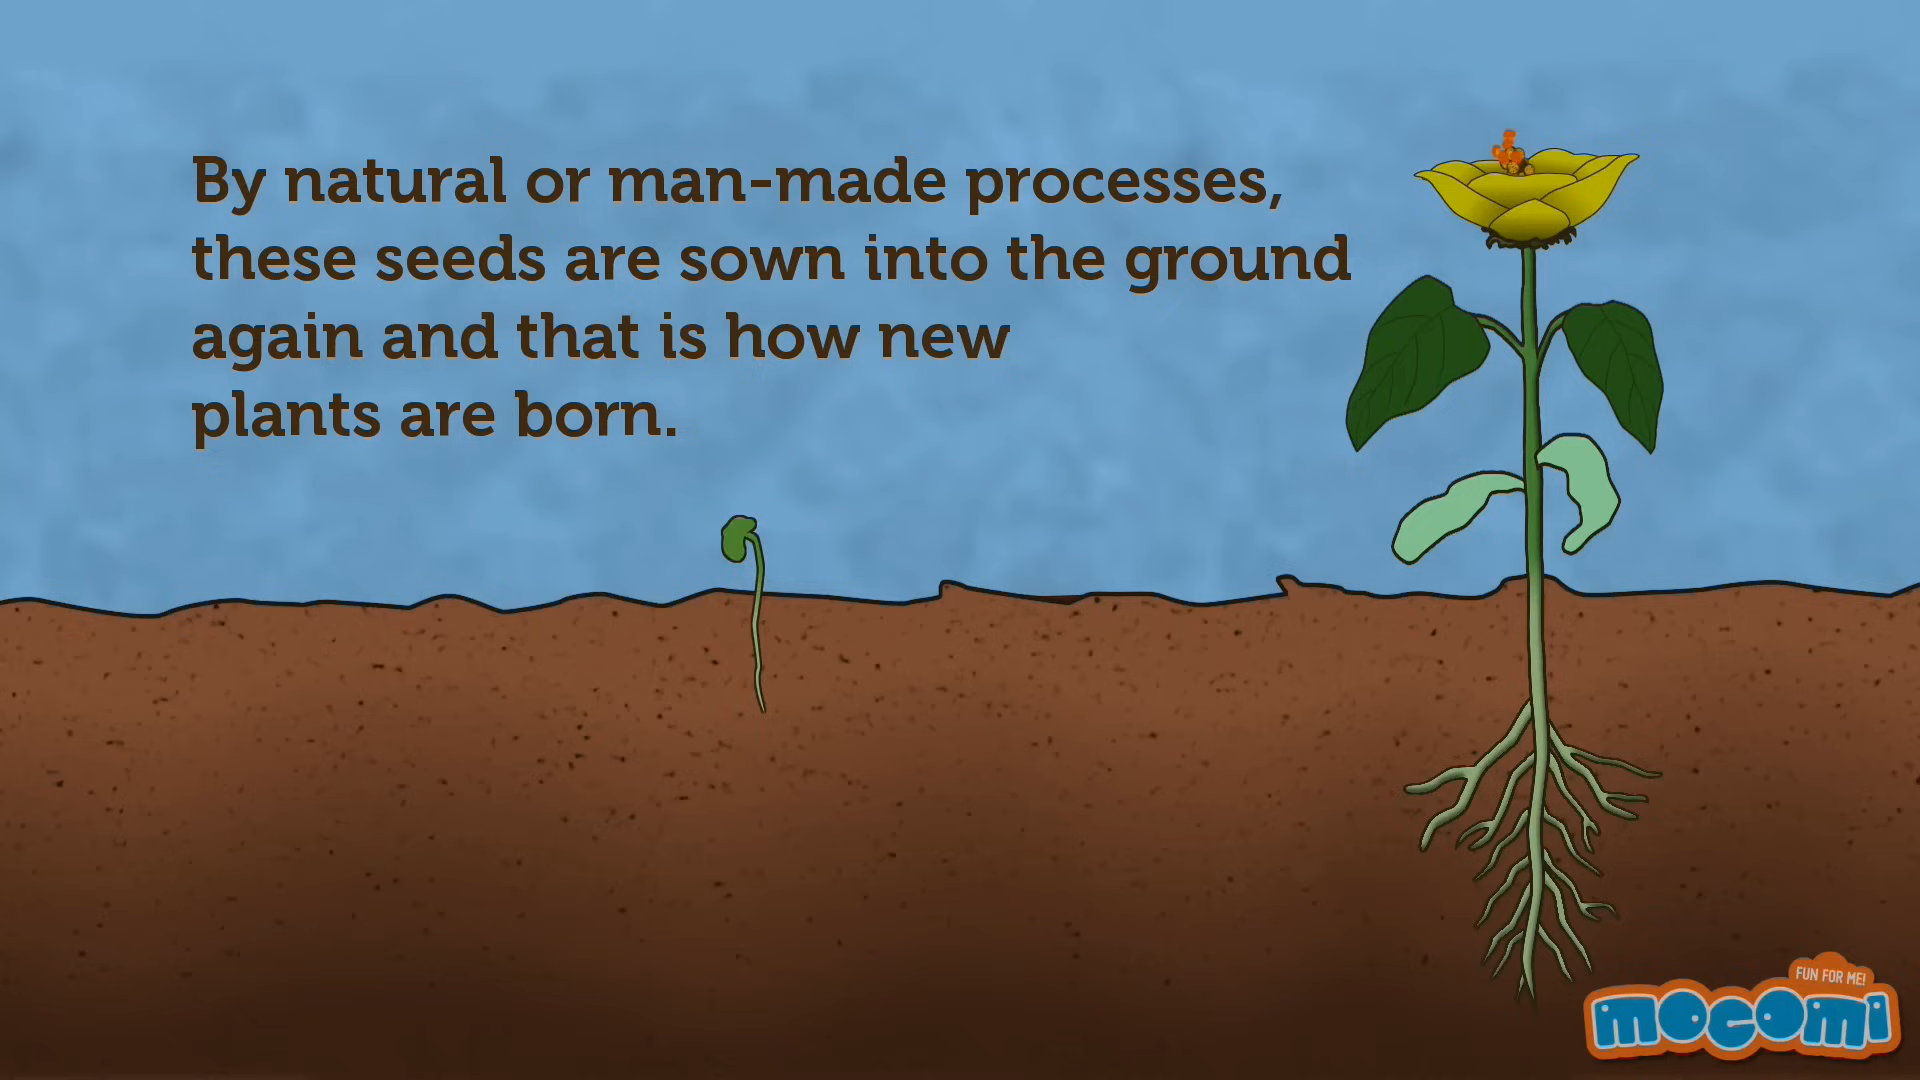 By natural or man-made processes,
these seeds are sown into the ground
again and that is how new
plants are born.
FUN FOR ME!
mocomi